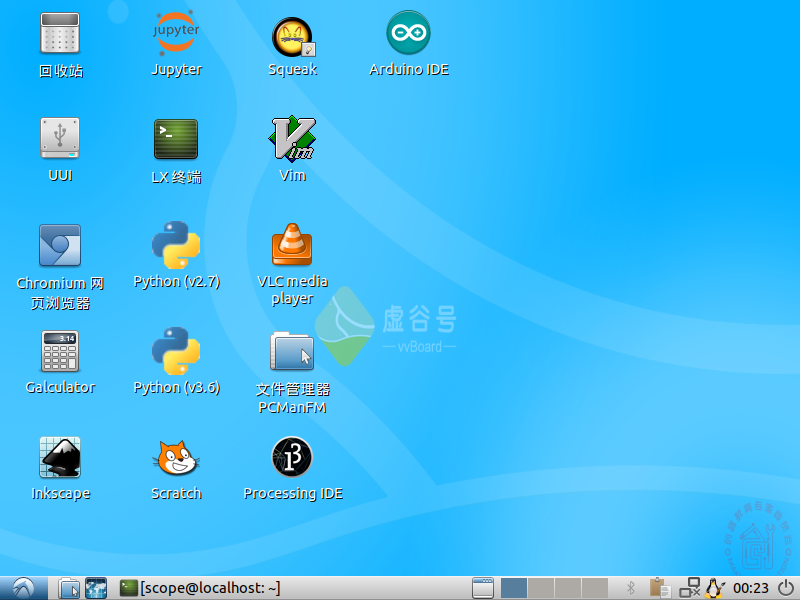 回收站
jupyter
Jupyter
Squeak
Arduino IDE
UUI
>_
LX 终端
Vim
Vim
Chromium 网
页浏览器
Python (v2.7)
VLC media
player
虚谷号
vvBoard
3.14
Galculator
Python (v3.6)
文件管理器
PCManFM
Inkscape
Scratch
Processing IDE
[scope@localhost: ~]
00:23